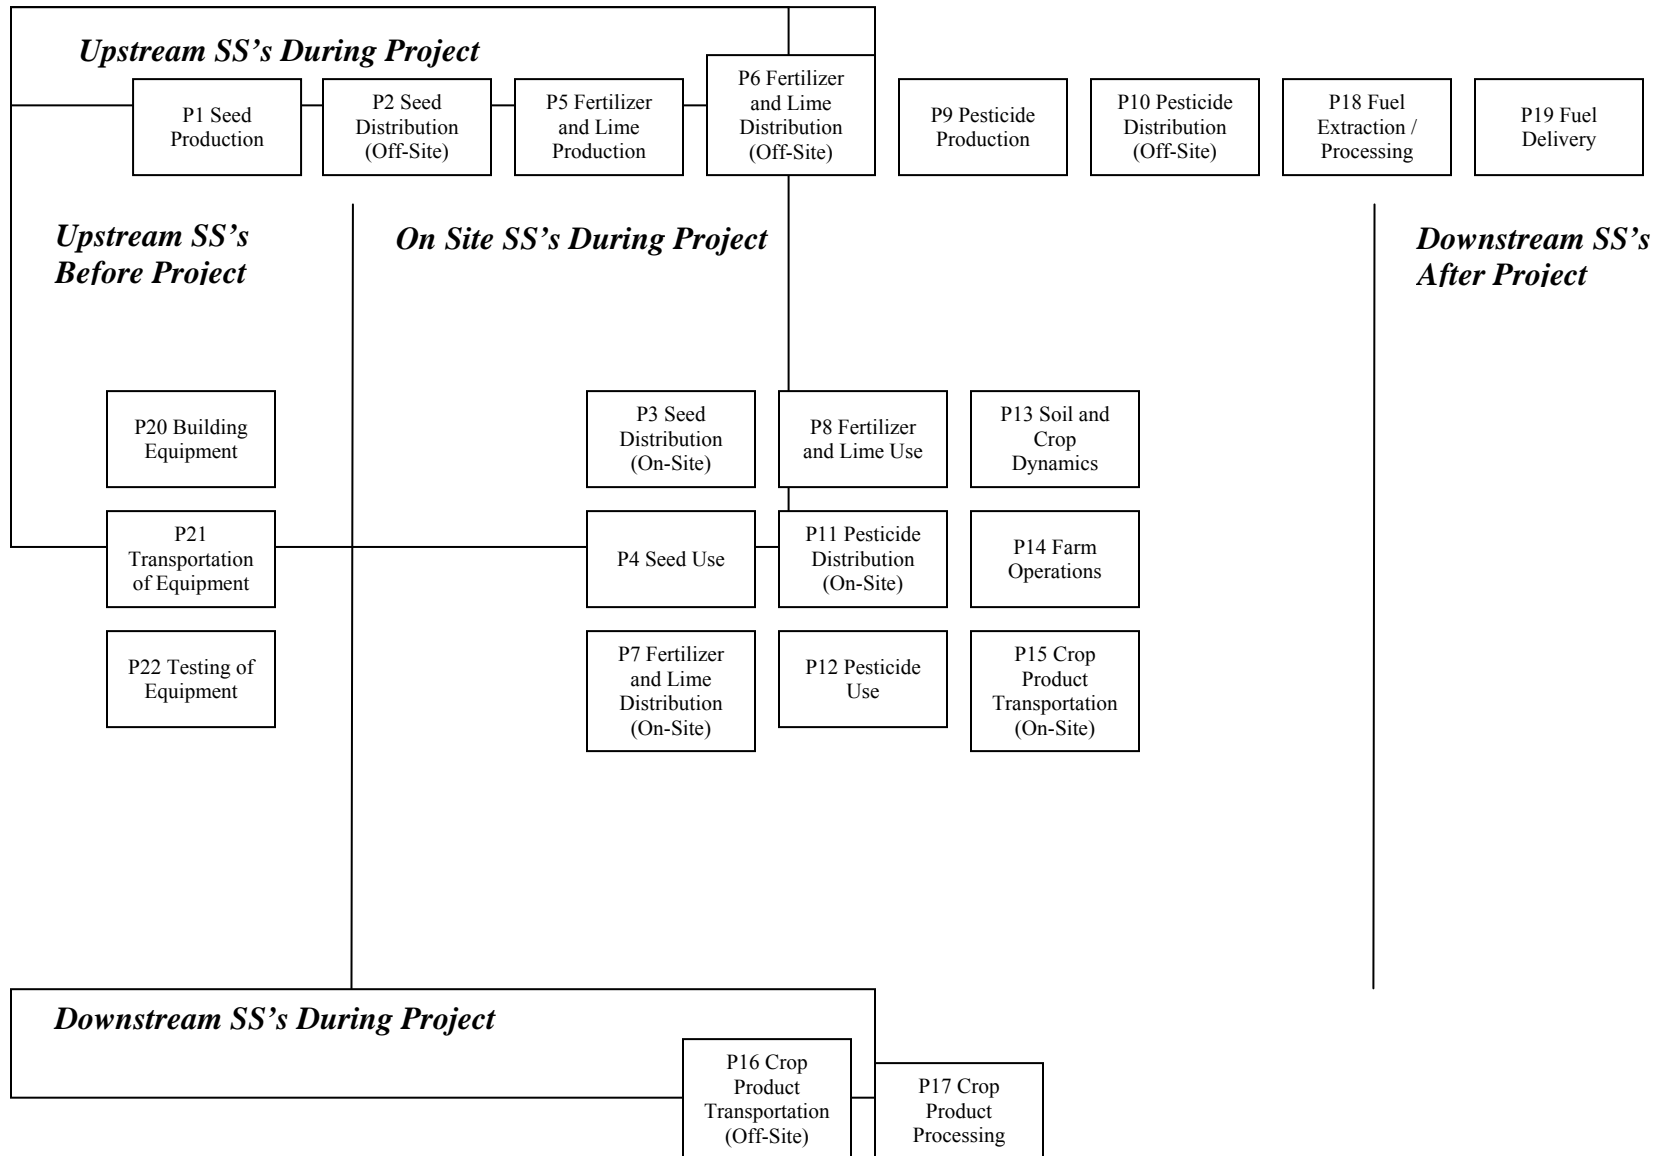 Upstream SS's During Project
P1 Seed
Production
P2 Seed
Distribution
(Off-Site)
P5 Fertilizer
and Lime
Production
P6 Fertilizer
and Lime
Distribution
(Off-Site)
P9 Pesticide
Production
P10 Pesticide
Distribution
(Off-Site)
P18 Fuel
Extraction /
Processing
P19 Fuel
Delivery
Upstream SS's
Before Project
On Site SS's During Project
Downstream SS's
After Project
P20 Building
Equipment
P3 Seed
Distribution
(On-Site)
P8 Fertilizer
and Lime Use
P13 Soil and
Crop
Dynamics
P21
Transportation
of Equipment
P4 Seed Use
P11 Pesticide
Distribution
(On-Site)
P14 Farm
Operations
P22 Testing of
Equipment
P7 Fertilizer
and Lime
Distribution
(On-Site)
P12 Pesticide
Use
P15 Crop
Product
Transportation
(On-Site)
Downstream SS's During Project
P16 Crop
Product
Transportation
(Off-Site)
P17 Crop
Product
Processing